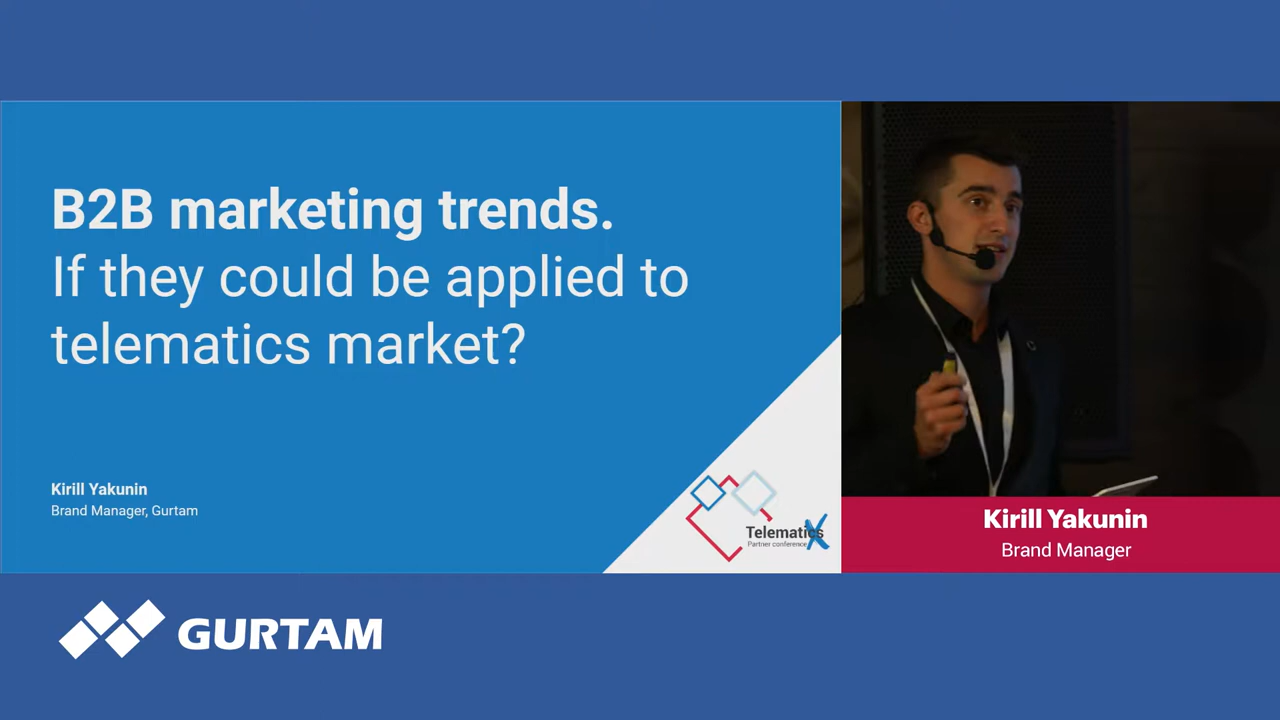 B2B marketing trends.
If they could be applied to
telematics market?
Kirill Yakunin
Brand Manager, Gurtam
Telematics X
Partner conference
Kirill Yakunin
Brand Manager
GURTAM